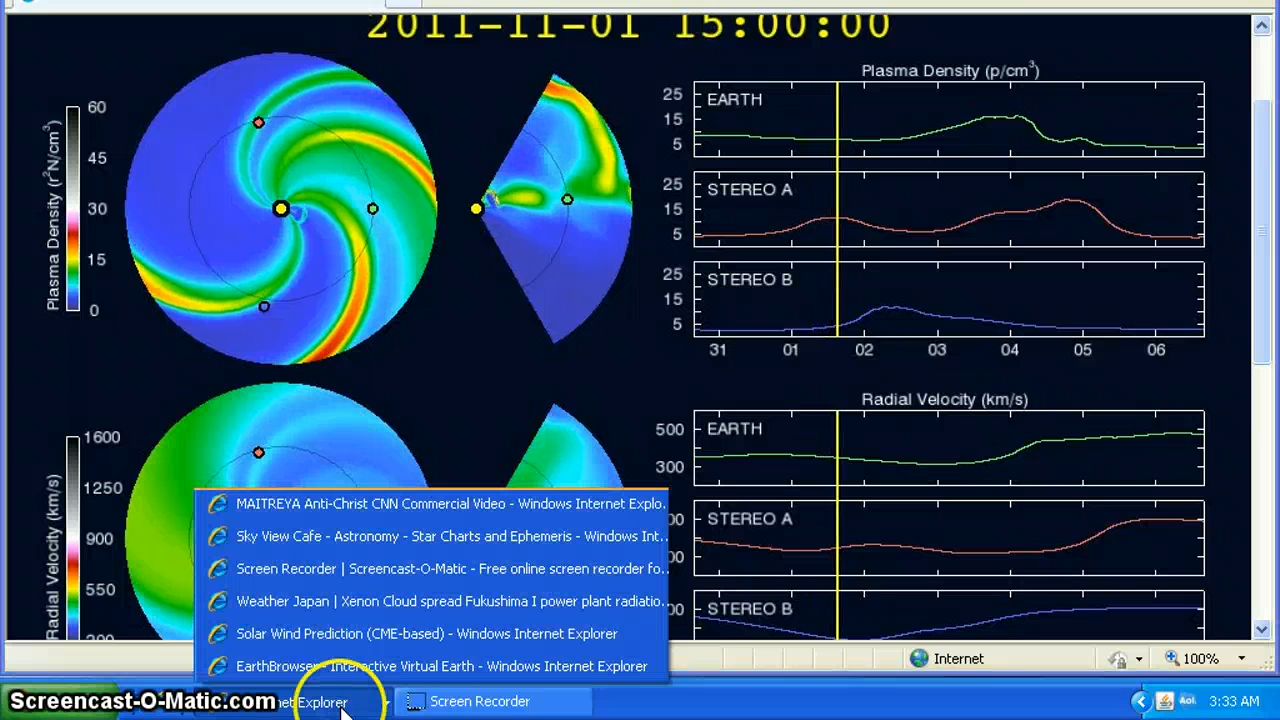 2011-11-01 15:00:00
Plasma Density (r²N/cm³)
60
45
30
15
0
Plasma Density (p/cm³)
25
15
5
EARTH
25
15
5
STEREO A
25
15
5
STEREO B
31 01 02 03 04 05 06
Radial Velocity (km/s)
1600
1250
900
550
Radial Velocity (km/s)
500
300
EARTH
STEREO A
STEREO B
MAITREYA Anti-Christ CNN Commercial Video - Windows Internet Explo...
Sky View Cafe - Astronomy - Star Charts and Ephemeris - Windows Int...
Screen Recorder | Screencast-O-Matic - Free online screen recorder fo...
Weather Japan | Xenon Cloud spread Fukushima I power plant radiatio...
Solar Wind Prediction (CME-based) - Windows Internet Explorer
EarthBrowser - Interactive Virtual Earth - Windows Internet Explorer
Internet
100%
Screencast-O-Matic.com
net Explorer
Screen Recorder
AOL
3:33 AM